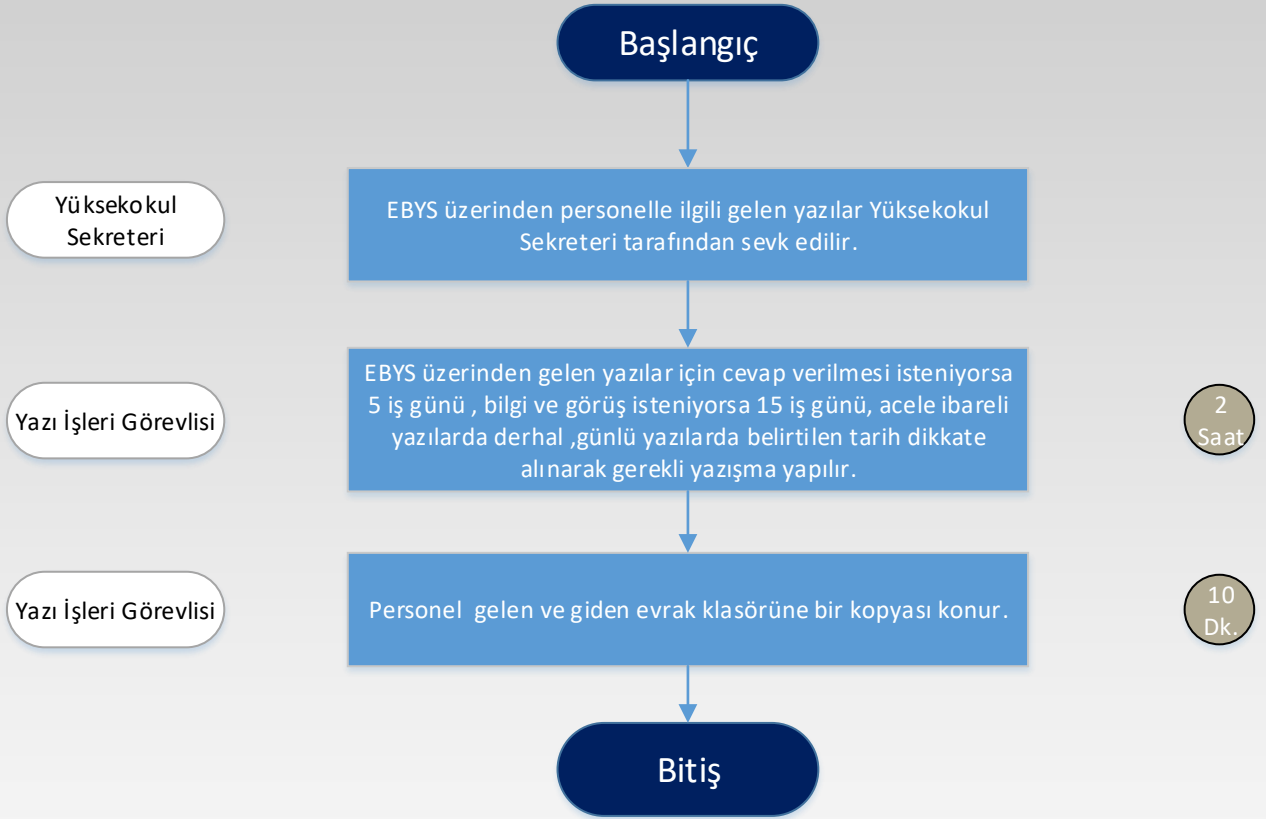 Başlangıç
Yüksekokul
Sekreteri
EBYS üzerinden personelle ilgili gelen yazılar Yüksekokul
Sekreteri tarafından sevk edilir.
Yazı İşleri Görevlisi
EBYS üzerinden gelen yazılar için cevap verilmesi isteniyorsa
5 iş günü , bilgi ve görüş isteniyorsa 15 iş günü, acele ibareli
yazılarda derhal ,günlü yazılarda belirtilen tarih dikkate
alınarak gerekli yazışma yapılır.
2
Saat
Yazı İşleri Görevlisi
Personel gelen ve giden evrak klasörüne bir kopyası konur.
10
Dk.
Bitiş